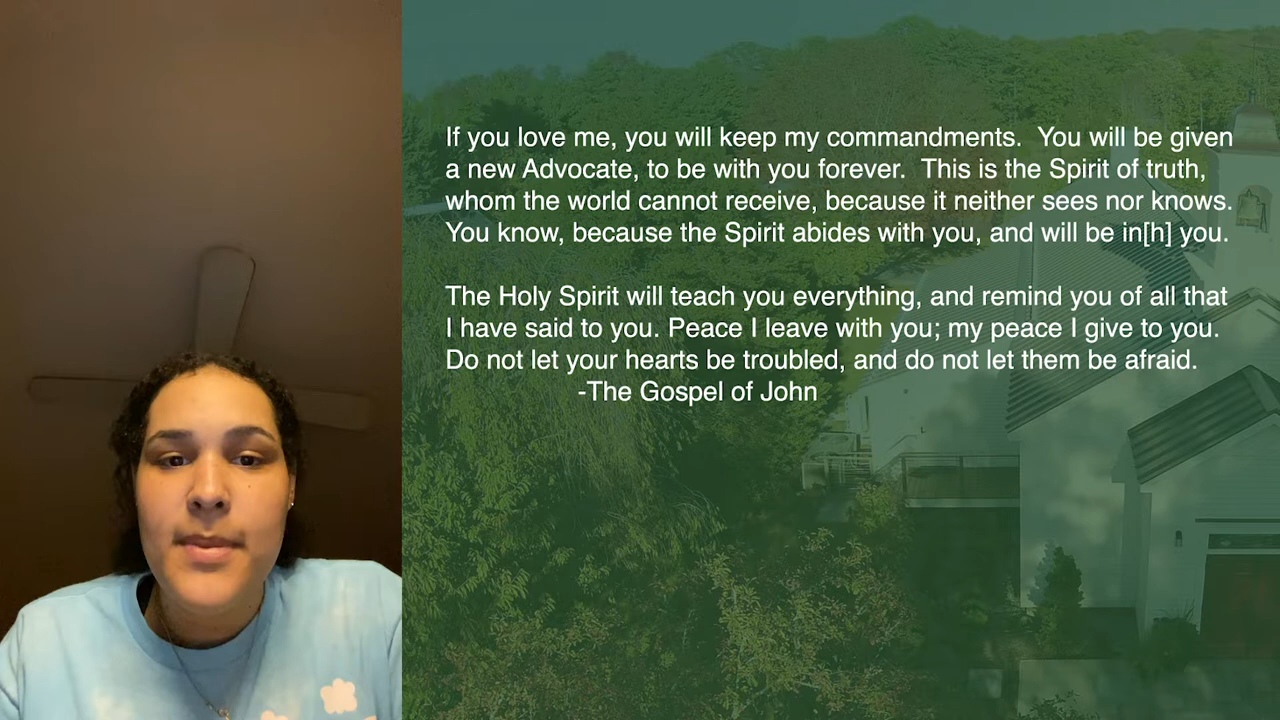 If you love me, you will keep my commandments.  You will be given
a new Advocate, to be with you forever.  This is the Spirit of truth,
whom the world cannot receive, because it neither sees nor knows.
You know, because the Spirit abides with you, and will be in[h] you.
The Holy Spirit will teach you everything, and remind you of all that
I have said to you. Peace I leave with you; my peace I give to you.
Do not let your hearts be troubled, and do not let them be afraid.
-The Gospel of John